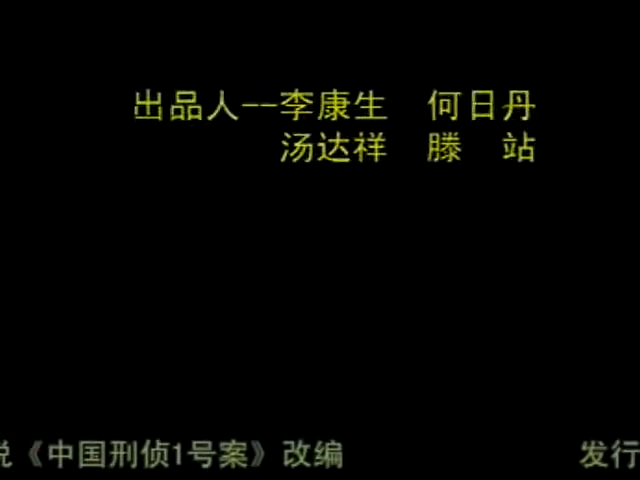 出品人--李康生 何日丹
汤达祥 滕 站
说《中国刑侦1号案》改编 发行